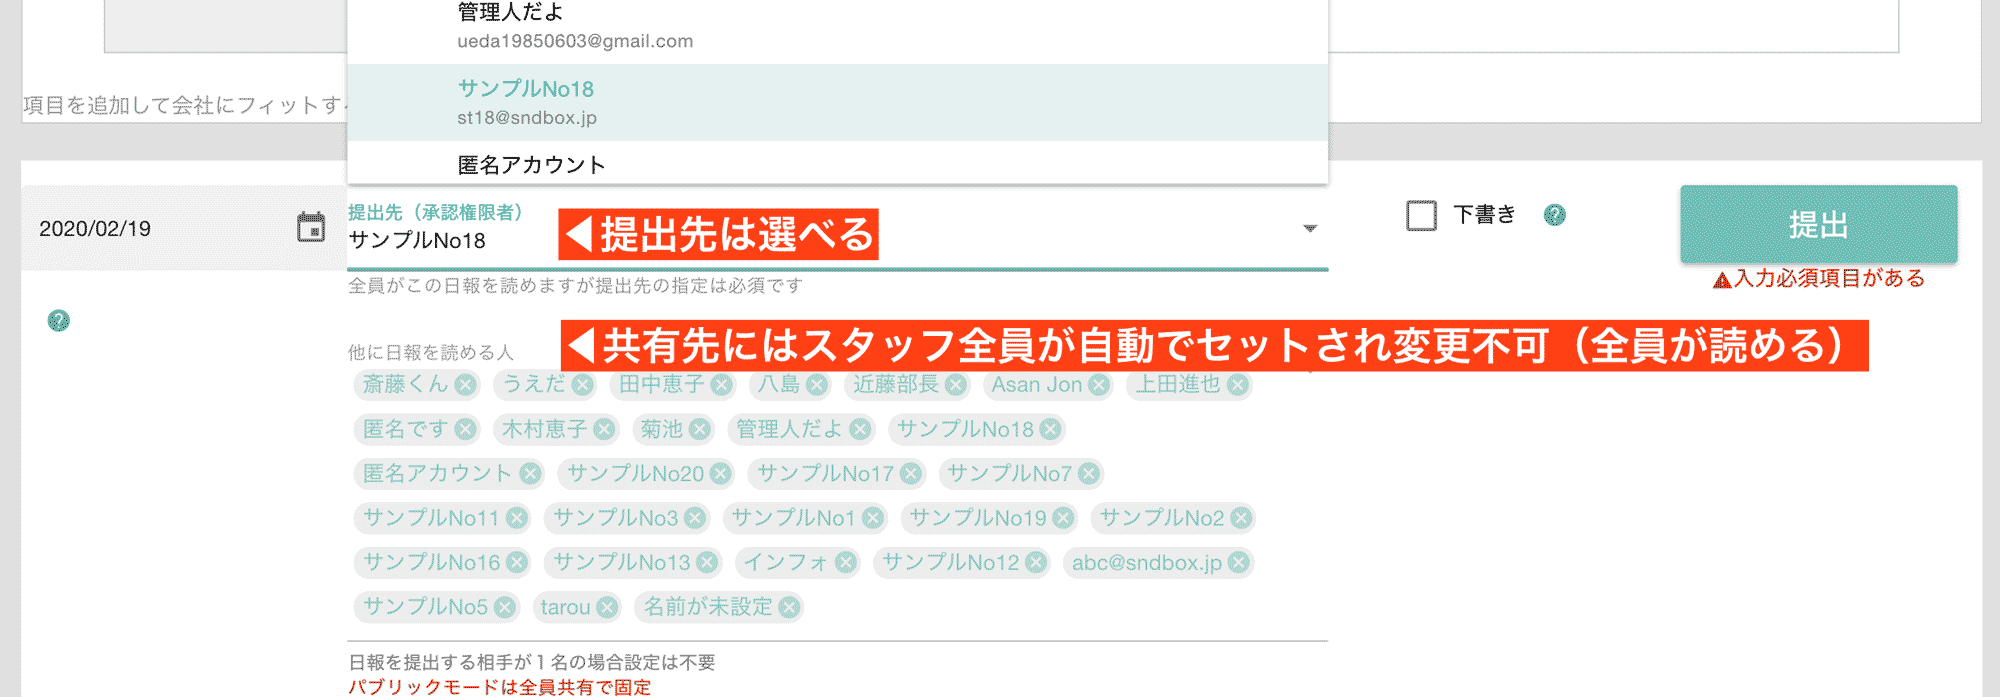 管理人だよ
ueda19850603@gmail.com
サンプルNo18
st18@sndbox.jp
匿名アカウント
項目を追加して会社にフィットす
2020/02/19
提出先（承認権限者）
サンプルNo18
◀提出先は選べる
下書き
提出
入力必須項目がある
全員がこの日報を読めますが提出先の指定は必須です
◀共有先にはスタッフ全員が自動でセットされ変更不可（全員が読める）
他に日報を読める人
斎藤くん うえだ 田中恵子 八島 近藤部長 Asan Jon 上田進也
匿名です 木村恵子 菊池 管理人だよ サンプルNo18
匿名アカウント サンプルNo20 サンプルNo17 サンプルNo7
サンプルNo11 サンプルNo3 サンプルNo1 サンプルNo19 サンプルNo2
サンプルNo16 サンプルNo13 インフォ サンプルNo12 abc@sndbox.jp
サンプルNo5 tarou 名前が未設定
日報を提出する相手が１名の場合設定は不要
パブリックモードは全員共有で固定